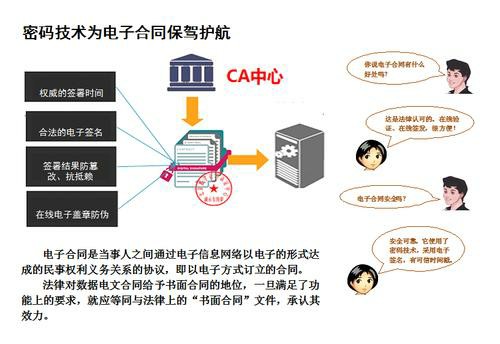 密码技术为电子合同保驾护航
CA中心
权威的签署时间
合法的电子签名
签署结果防篡
改、抗抵赖
在线电子盖章防伪
你说电子合同有什么
好处吗?
这是法律认可的。在线验
证、在线签况,很方便!
电子合同安全吗?
安全可靠,它使用了
密码技术,采用电子
签名,有可信时间戳。
电子合同是当事人之间通过电子信息网络以电子的形式达
成的民事权利义务关系的协议,即以电子方式订立的合同。
法律对数据电文合同给予书面合同的地位,一旦满足了功
能上的要求,就应等同与法律上的“书面合同”文件,承认其
效力。